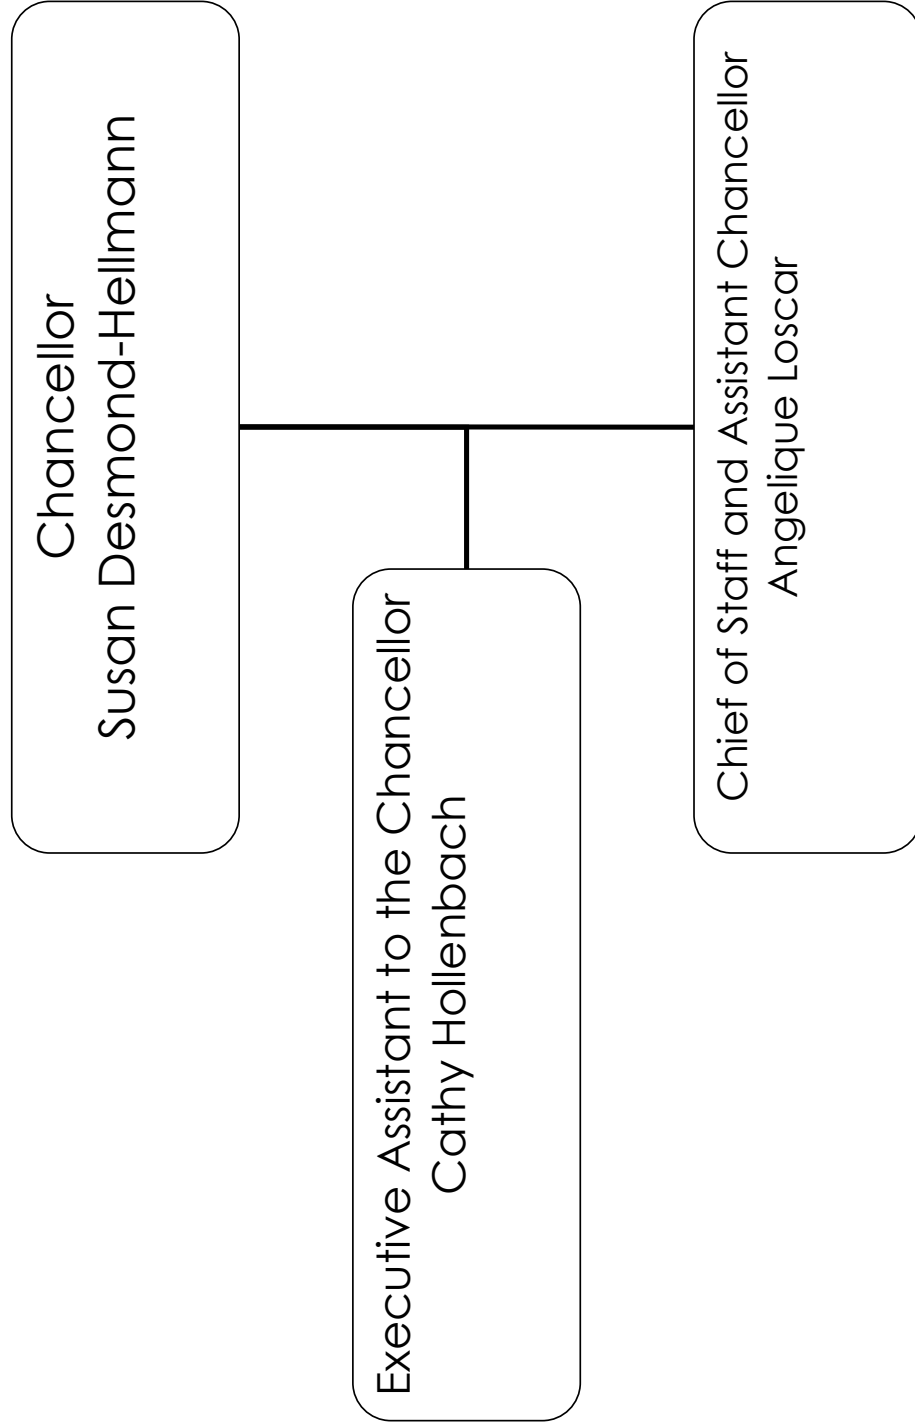 Chancellor
Susan Desmond-Hellmann
Executive Assistant to the Chancellor
Cathy Hollenbach
Chief of Staff and Assistant Chancellor
Angelique Loscar